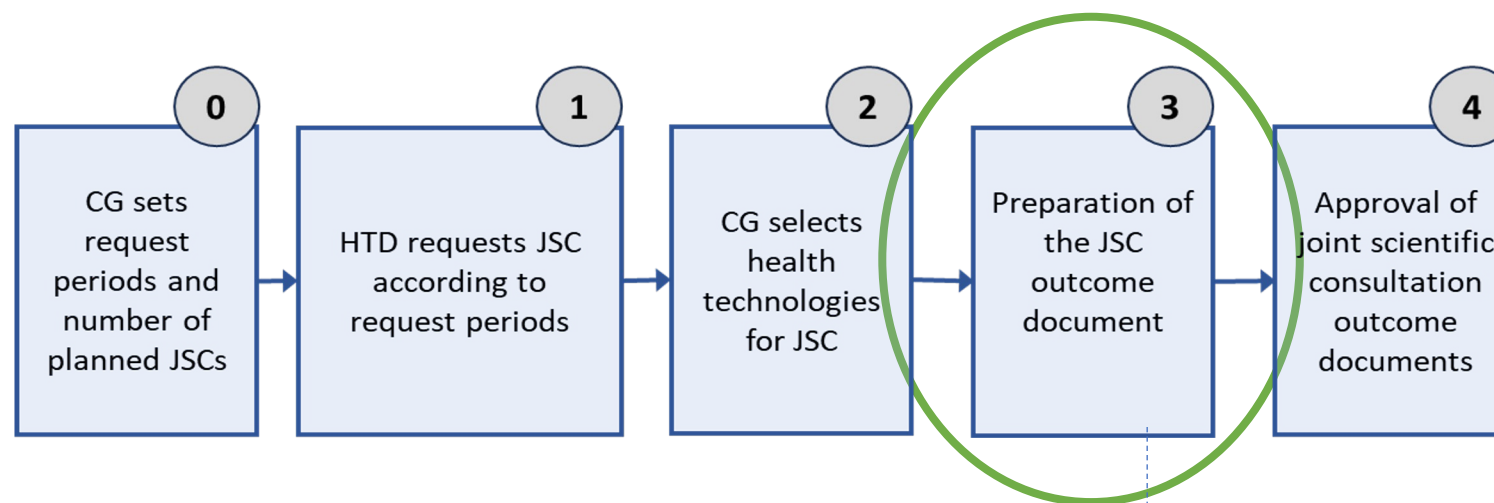 0
CG sets
request
periods and
number of
planned JSCs
1
HTD requests JSC
according to
request periods
2
CG selects
health
technologies
for JSC
3
Preparation of
the JSC
outcome
document
4
Approval of
joint scientific
consultation
outcome
documents